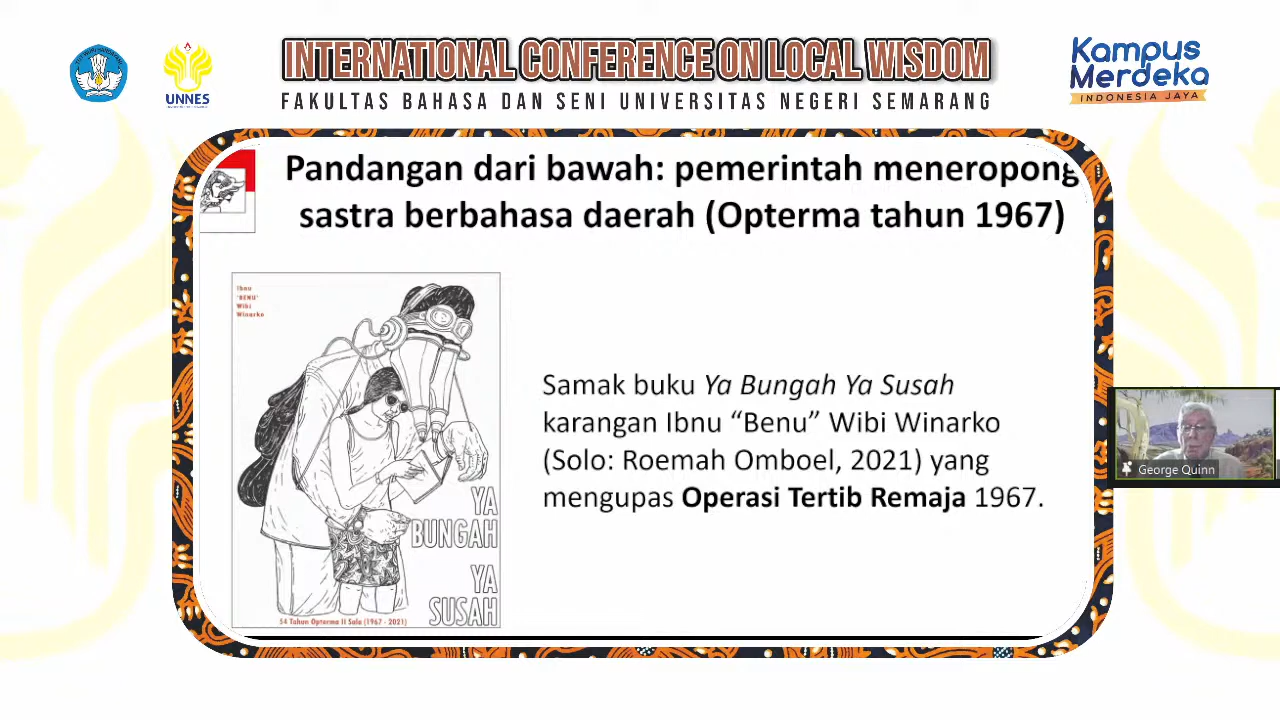 UNNES
INTERNATIONAL CONFERENCE ON LOCAL WISDOM
FAKULTAS BAHASA DAN SENI UNIVERSITAS NEGERI SEMARANG
Kampus
Merdeka
INDONESIA JAYA
Pandangan dari bawah: pemerintah meneropong
sastra berbahasa daerah (Opterma tahun 1967)
Ibnu
"BENU"
Wibi
Winarko
YA
BUNGAH
YA
SUSAH
54 Tahun Opterma II Solo (1967 - 2021)
Samak buku Ya Bungah Ya Susah
karangan Ibnu “Benu” Wibi Winarko
(Solo: Roemah Omboel, 2021) yang
mengupas Operasi Tertib Remaja 1967.
George Quinn